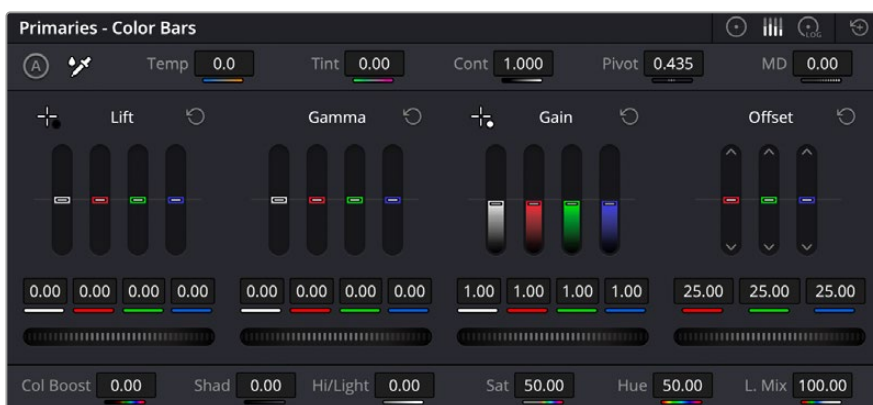 Primaries - Color Bars LOG
A Temp 0.0 Tint 0.00 Cont 1.000 Pivot 0.435 MD 0.00
Lift Gamma Gain Offset
0.00 0.00 0.00 0.00 0.00 0.00 0.00 0.00 1.00 1.00 1.00 1.00 25.00 25.00 25.00
Col Boost 0.00 Shad 0.00 Hi/Light 0.00 Sat 50.00 Hue 50.00 L. Mix 100.00